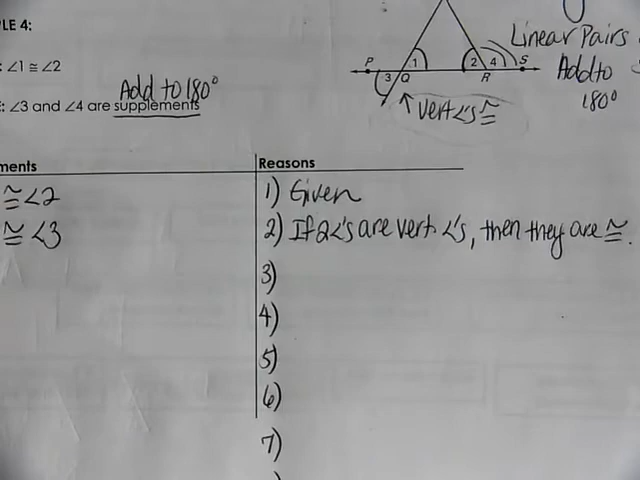 PLE 4:
: ∠1 ≅ ∠2
Add to 180°
: ∠3 and ∠4 are supplements
P 3 Q 1 2 4 R S
Linear Pairs
Add to
180°
↑ vert ∠'s ≅
ments Reasons
≅ ∠2 1) Given
≅ ∠3 2) If 2∠'s are vert. ∠'s, then they are ≅.
3)
4)
5)
6)
7)